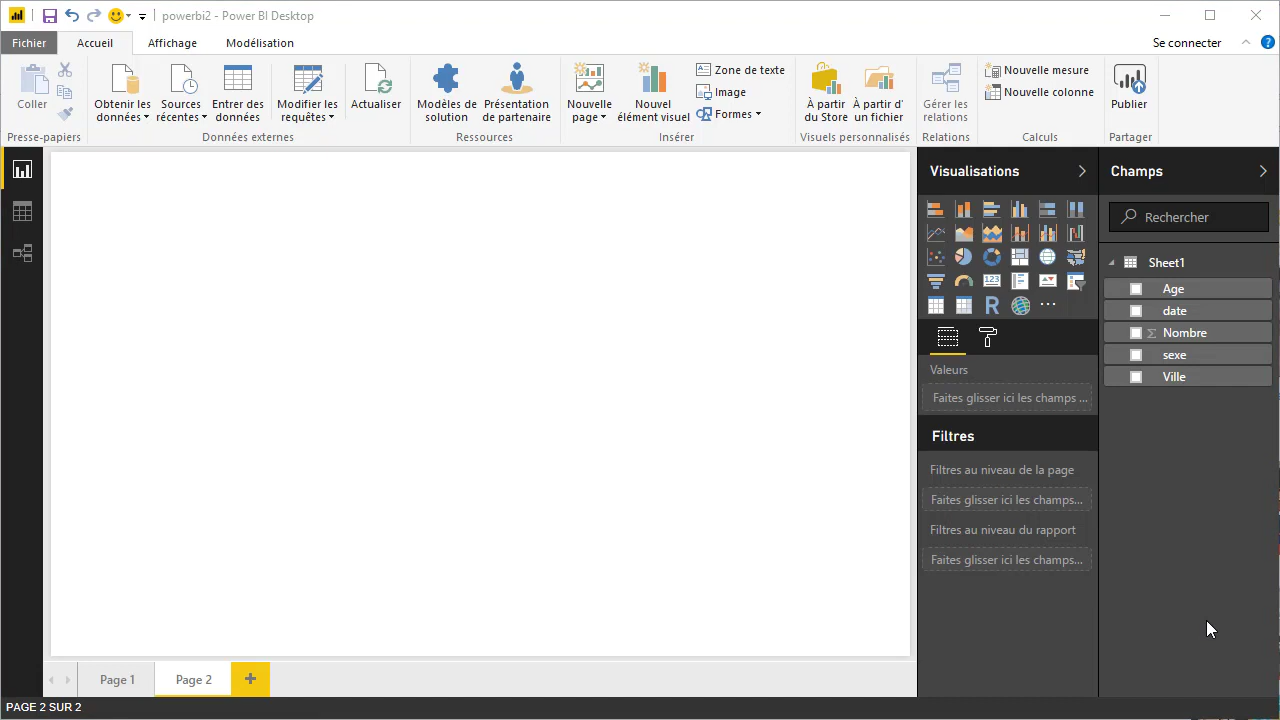 powerbi2 - Power BI Desktop
Fichier Accueil Affichage Modélisation Se connecter
Coller
Obtenir les données
Sources récentes
Entrer des données
Modifier les requêtes
Actualiser
Modèles de solution
Présentation de partenaire
Nouvelle page
Nouvel élément visuel
Zone de texte
Image
Formes
À partir du Store
À partir d' un fichier
Gérer les relations
Nouvelle mesure
Nouvelle colonne
Publier
Presse-papiers Données externes Ressources Insérer Visuels personnalisés Relations Calculs Partager
Visualisations
R
123
Valeurs
Faites glisser ici les champs ...
Filtres
Filtres au niveau de la page
Faites glisser ici les champs...
Filtres au niveau du rapport
Faites glisser ici les champs...
Champs
Rechercher
Sheet1
Age
date
Σ Nombre
sexe
Ville
Page 1 Page 2 +
PAGE 2 SUR 2